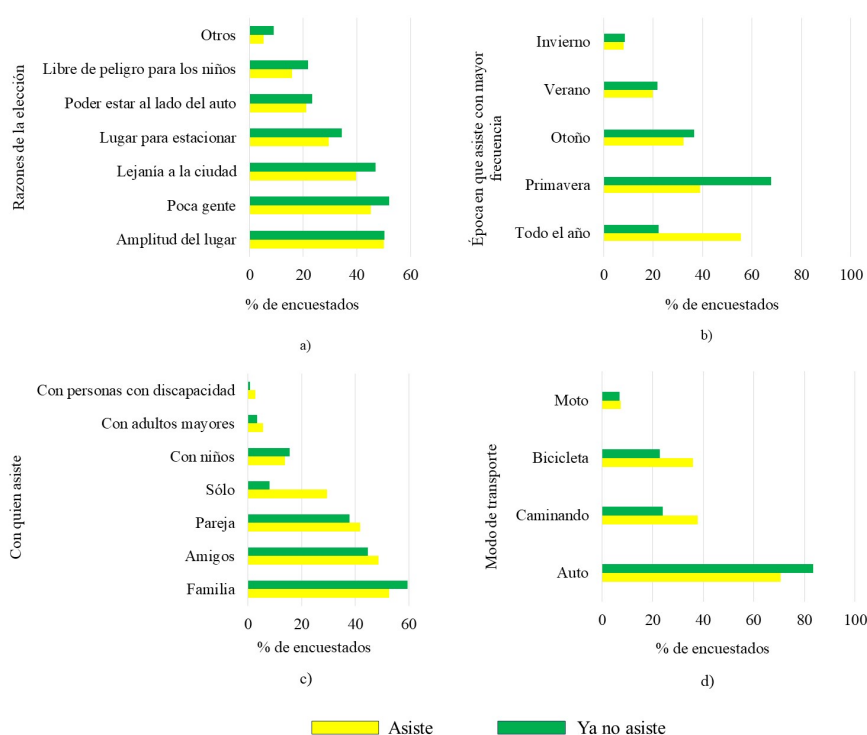 Razones de la elección
Otros
Libre de peligro para los niños
Poder estar al lado del auto
Lugar para estacionar
Lejanía a la ciudad
Poca gente
Amplitud del lugar
0 20 40 60
% de encuestados
a)
Época en que asiste con mayor
frecuencia
Invierno
Verano
Otoño
Primavera
Todo el año
0 20 40 60 80 100
% de encuestados
b)
Con quien asiste
Con personas con discapacidad
Con adultos mayores
Con niños
Sólo
Pareja
Amigos
Familia
0 20 40 60
% de encuestados
c)
Modo de transporte
Moto
Bicicleta
Caminando
Auto
0 20 40 60 80 100
% de encuestados
d)
Asiste Ya no asiste